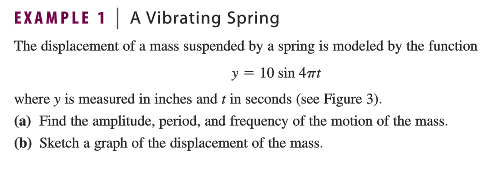 EXAMPLE 1 | A Vibrating Spring
The displacement of a mass suspended by a spring is modeled by the function
y = 10 sin 4πt
where y is measured in inches and t in seconds (see Figure 3).
(a) Find the amplitude, period, and frequency of the motion of the mass.
(b) Sketch a graph of the displacement of the mass.